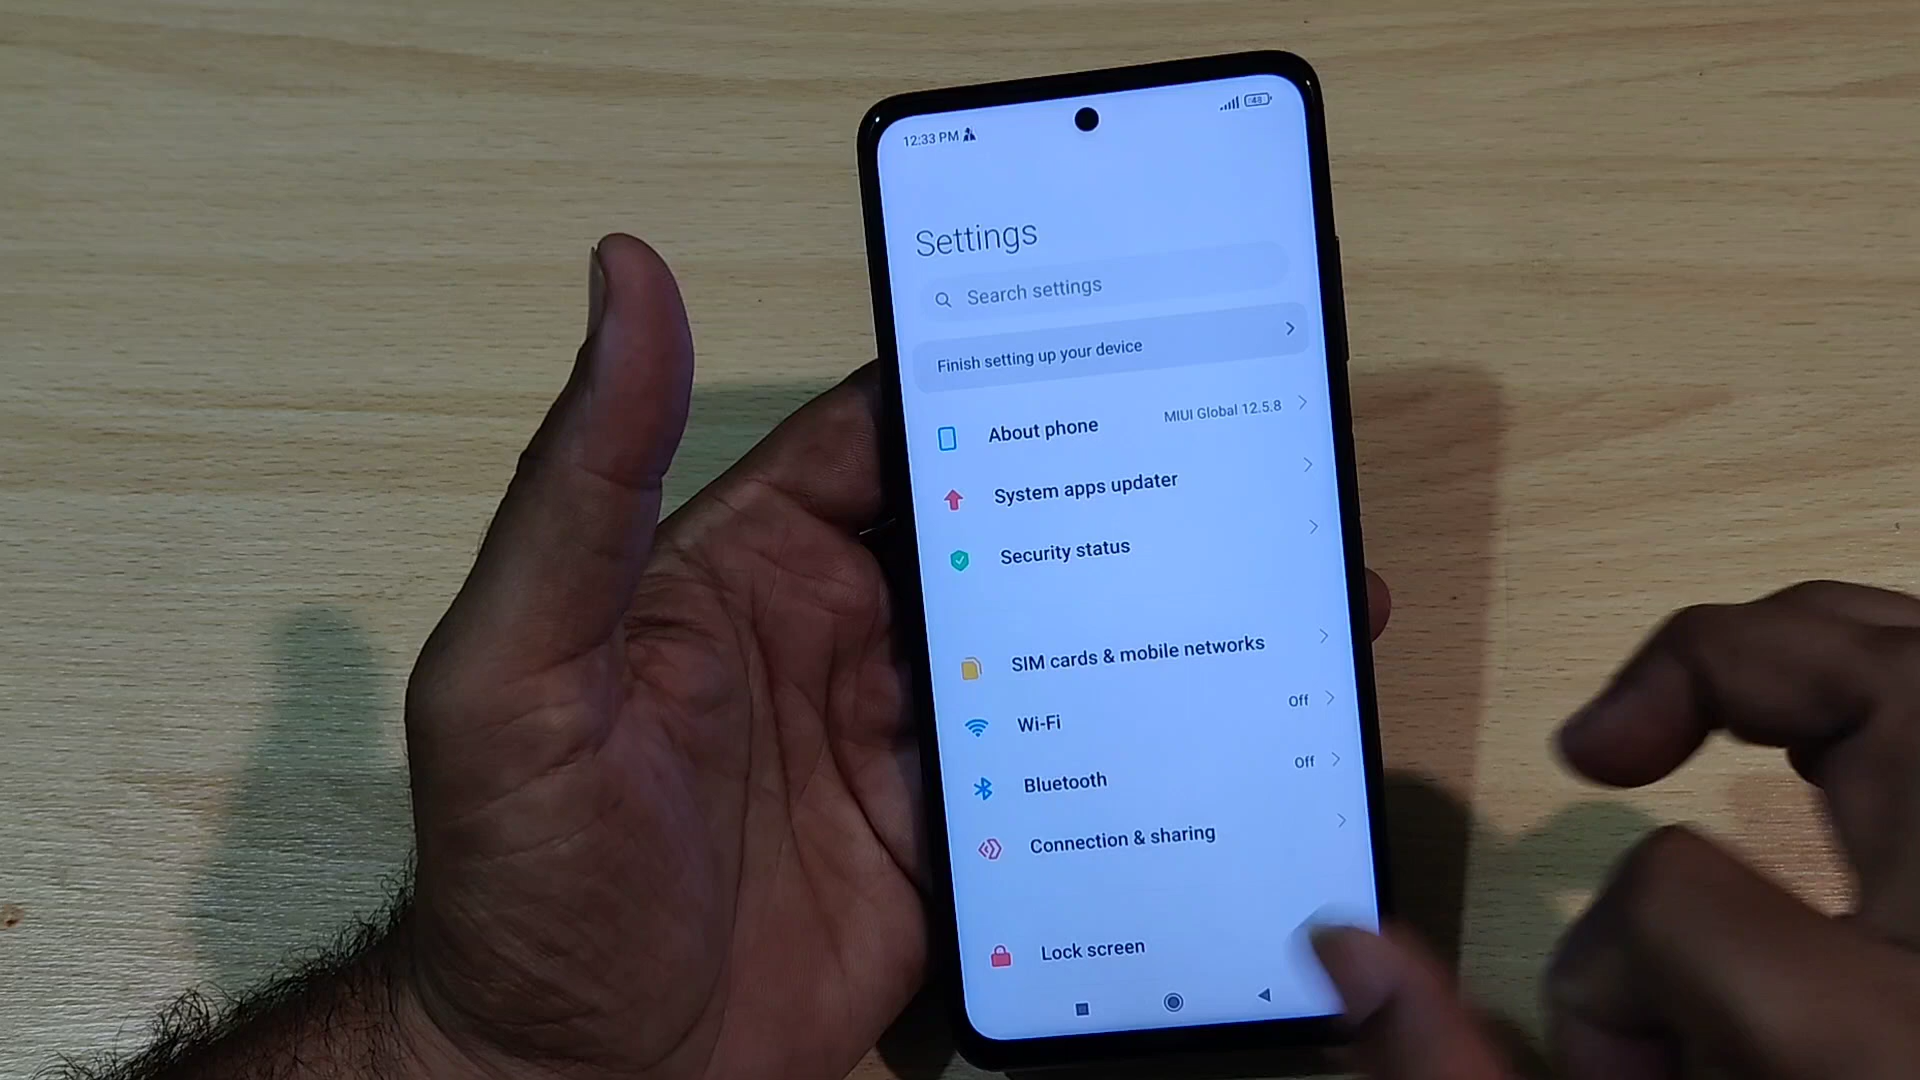 12:33 PM
48
Settings
Search settings
Finish setting up your device
About phone MIUI Global 12.5.8
System apps updater
Security status
SIM cards & mobile networks
Wi-Fi Off
Bluetooth Off
Connection & sharing
Lock screen